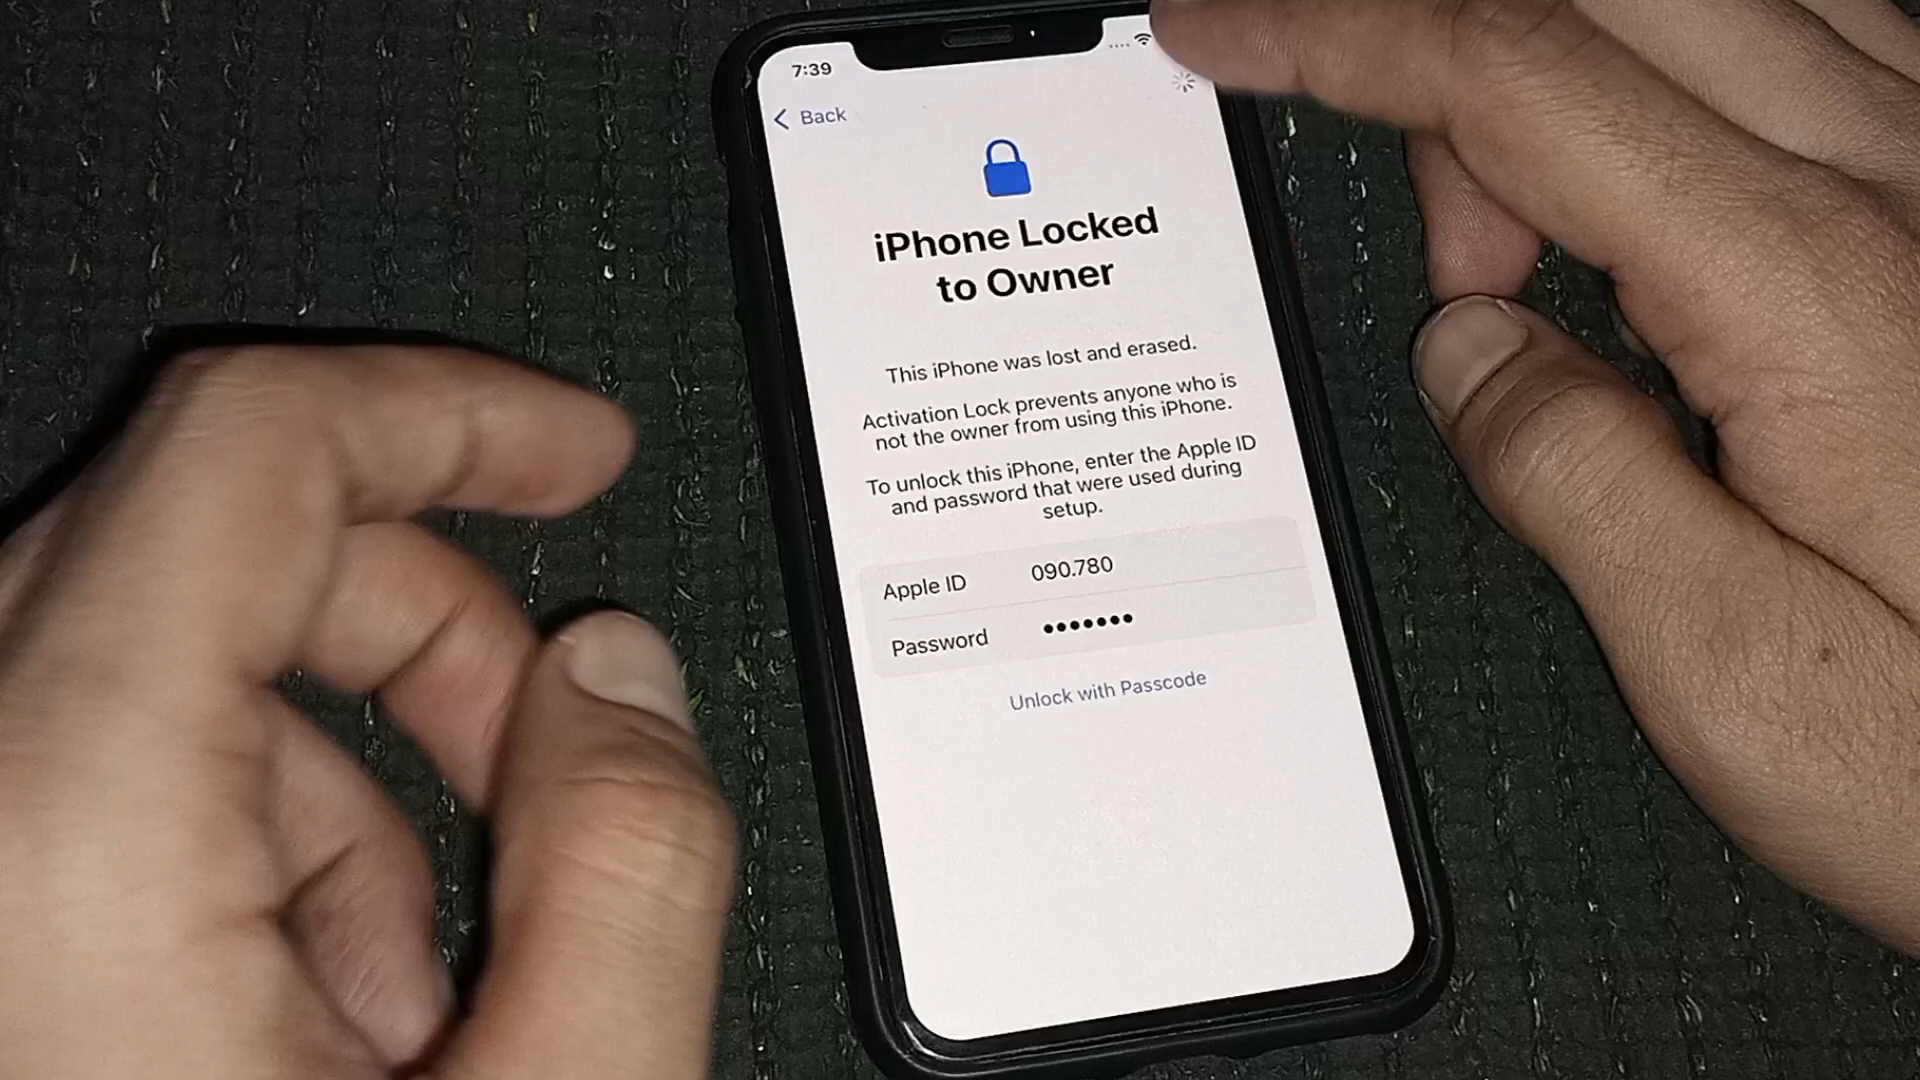 7:39
Back
iPhone Locked
to Owner
This iPhone was lost and erased.
Activation Lock prevents anyone who is
not the owner from using this iPhone.
To unlock this iPhone, enter the Apple ID
and password that were used during
setup.
Apple ID 090.780
Password •••••••
Unlock with Passcode